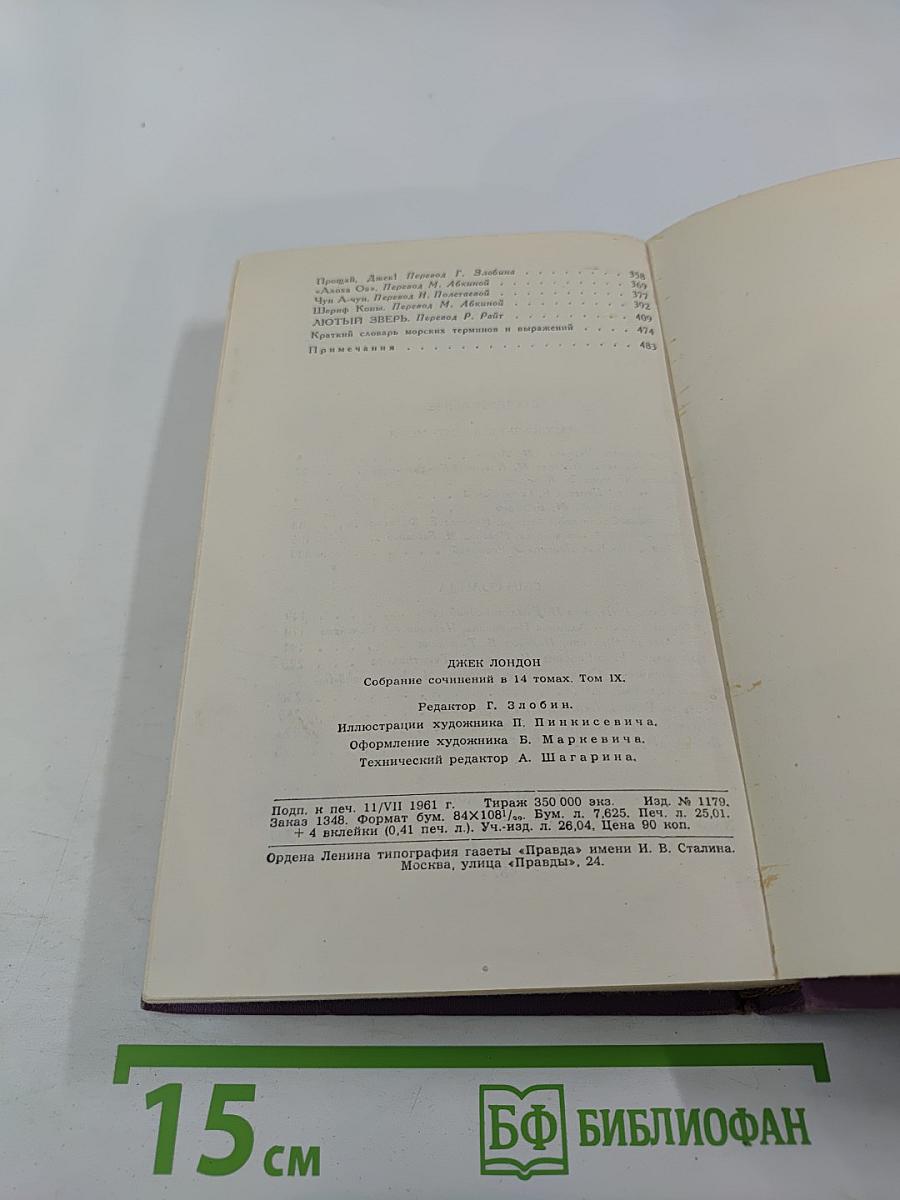 Прощай, Джек! Перевод Г. Злобина . . . . . . . . 358
«Алоха Оэ». Перевод М. Абкиной . . . . . . . . . 369
Чун А-чун. Перевод И. Полетаевой . . . . . . . . 377
Шериф Коны. Перевод М. Абкиной . . . . . . . . 392
ЛЮТЫЙ ЗВЕРЬ. Перевод Р. Райт . . . . . . . . . 409
Краткий словарь морских терминов и выражений . . . . 474
Примечания . . . . . . . . . . . . . . . . . . . 483
ДЖЕК ЛОНДОН
Собрание сочинений в 14 томах. Том IX.
Редактор Г. Злобин.
Иллюстрации художника П. Пинкисевича.
Оформление художника Б. Маркевича.
Технический редактор А. Шагарина.
Подп. к печ. 11/VII 1961 г. Тираж 350 000 экз. Изд. № 1179.
Заказ 1348. Формат бум. 84×108¹/₃₂. Бум. л. 7,625. Печ. л. 25,01.
+ 4 вклейки (0,41 печ. л.). Уч.-изд. л. 26,04. Цена 90 коп.
Ордена Ленина типография газеты «Правда» имени И. В. Сталина.
Москва, улица «Правды», 24.
15 см
БФ БИБЛИОФАН